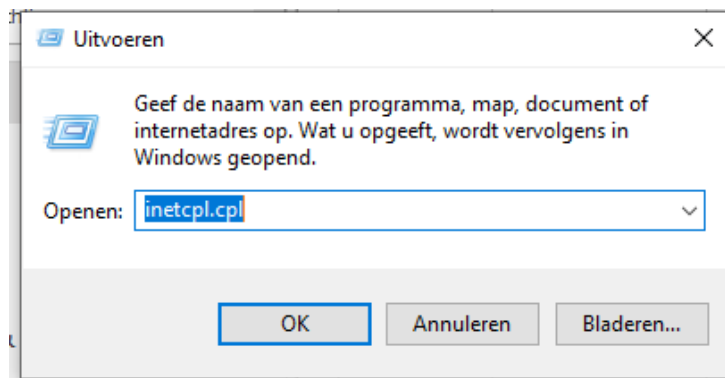 Uitvoeren
Geef de naam van een programma, map, document of
internetadres op. Wat u opgeeft, wordt vervolgens in
Windows geopend.
Openen: inetcpl.cpl
OK Annuleren Bladeren...